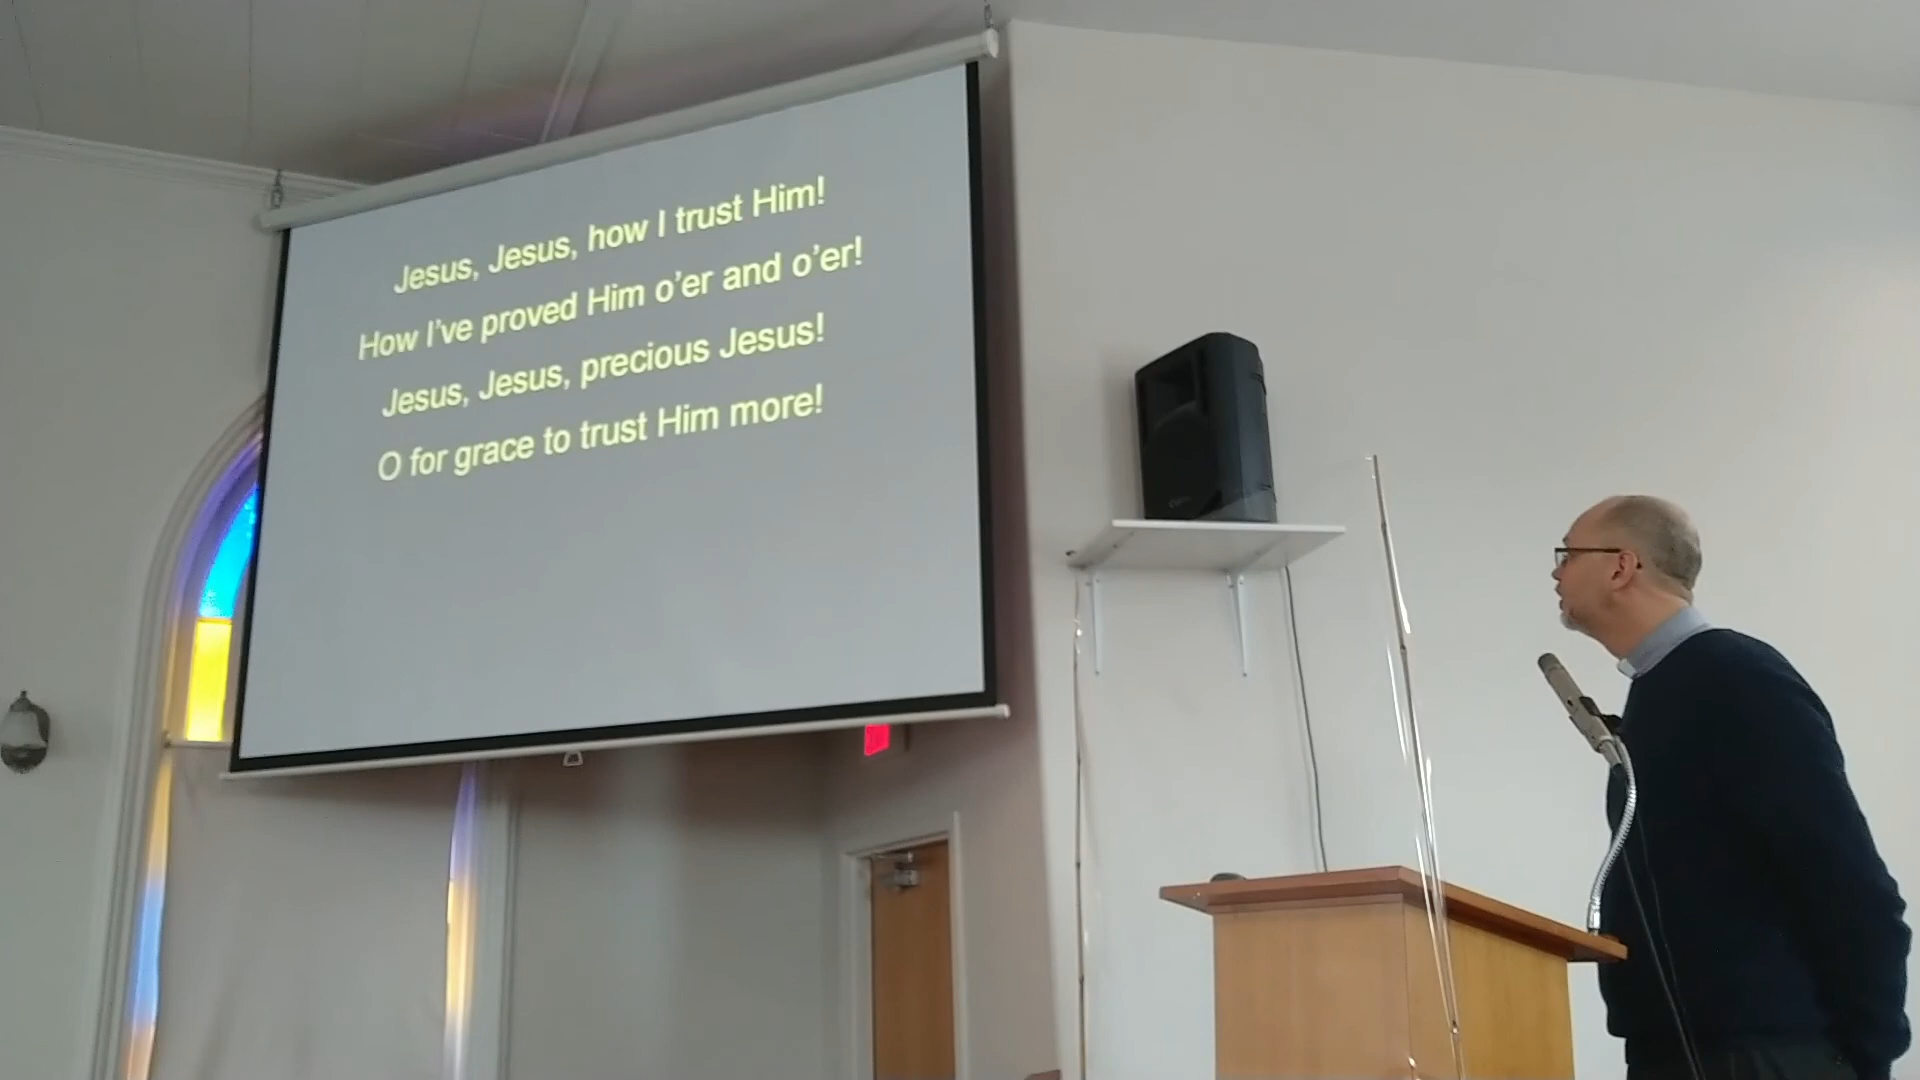 Jesus, Jesus, how I trust Him!
How I've proved Him o'er and o'er!
Jesus, Jesus, precious Jesus!
O for grace to trust Him more!